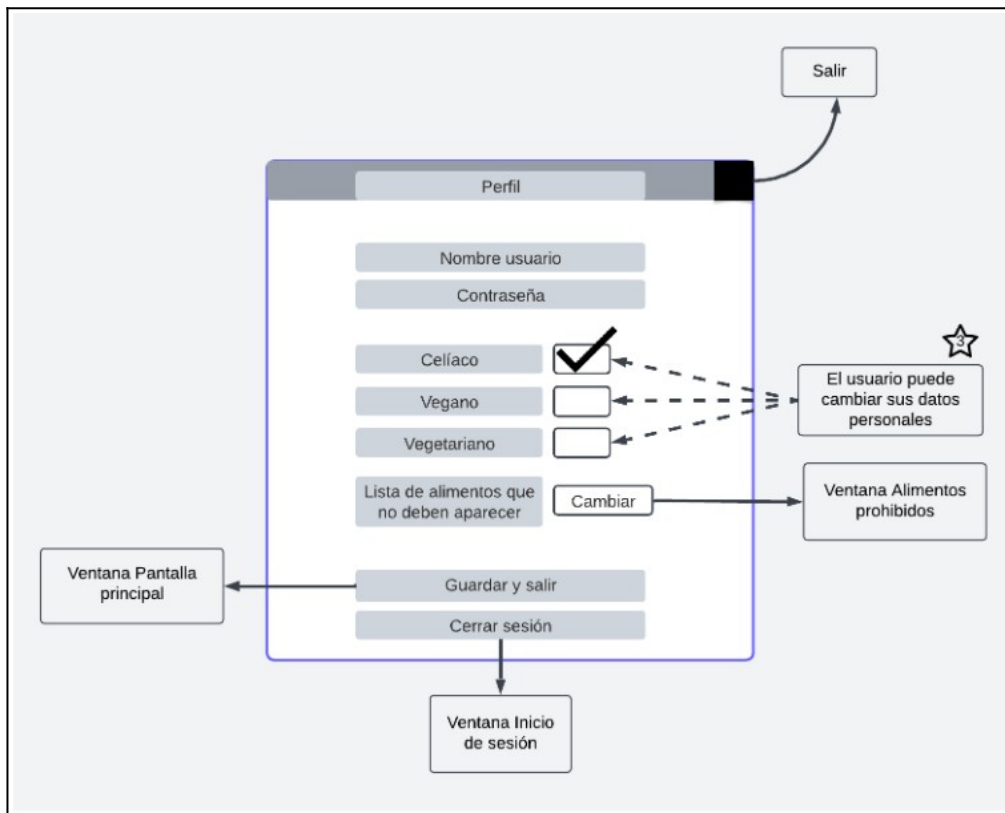 Salir
Perfil
Nombre usuario
Contraseña
Celíaco
3
Vegano
El usuario puede
cambiar sus datos
personales
Vegetariano
Lista de alimentos que
no deben aparecer
Cambiar
Ventana Alimentos
prohibidos
Ventana Pantalla
principal
Guardar y salir
Cerrar sesión
Ventana Inicio
de sesión